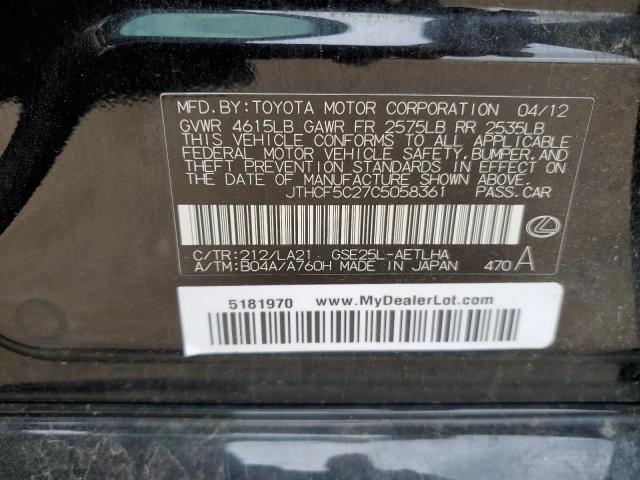 MFD. BY: TOYOTA MOTOR CORPORATION 04/12
GVWR 4615LB GAWR FR 2575LB RR 2535LB
THIS VEHICLE CONFORMS TO ALL APPLICABLE
FEDERAL MOTOR VEHICLE SAFETY, BUMPER, AND
THEFT PREVENTION STANDARDS IN EFFECT ON
THE DATE OF MANUFACTURE SHOWN ABOVE.
JTHCF5C27C5058361 PASS. CAR
C/TR: 212/LA21 GSE25L-AETLHA
A/TM: B04A/A760H MADE IN JAPAN 470 A
5181970 www.MyDealerLot.com